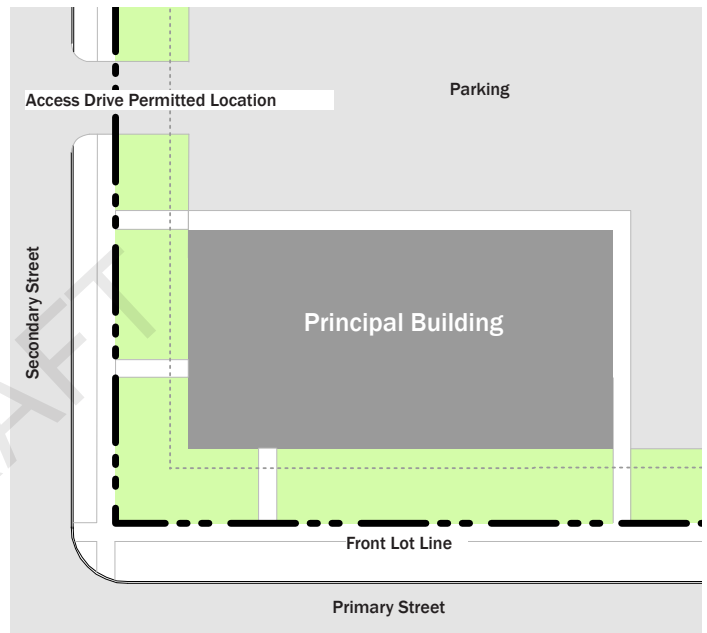 Parking
Access Drive Permitted Location
Secondary Street
Principal Building
Front Lot Line
Primary Street